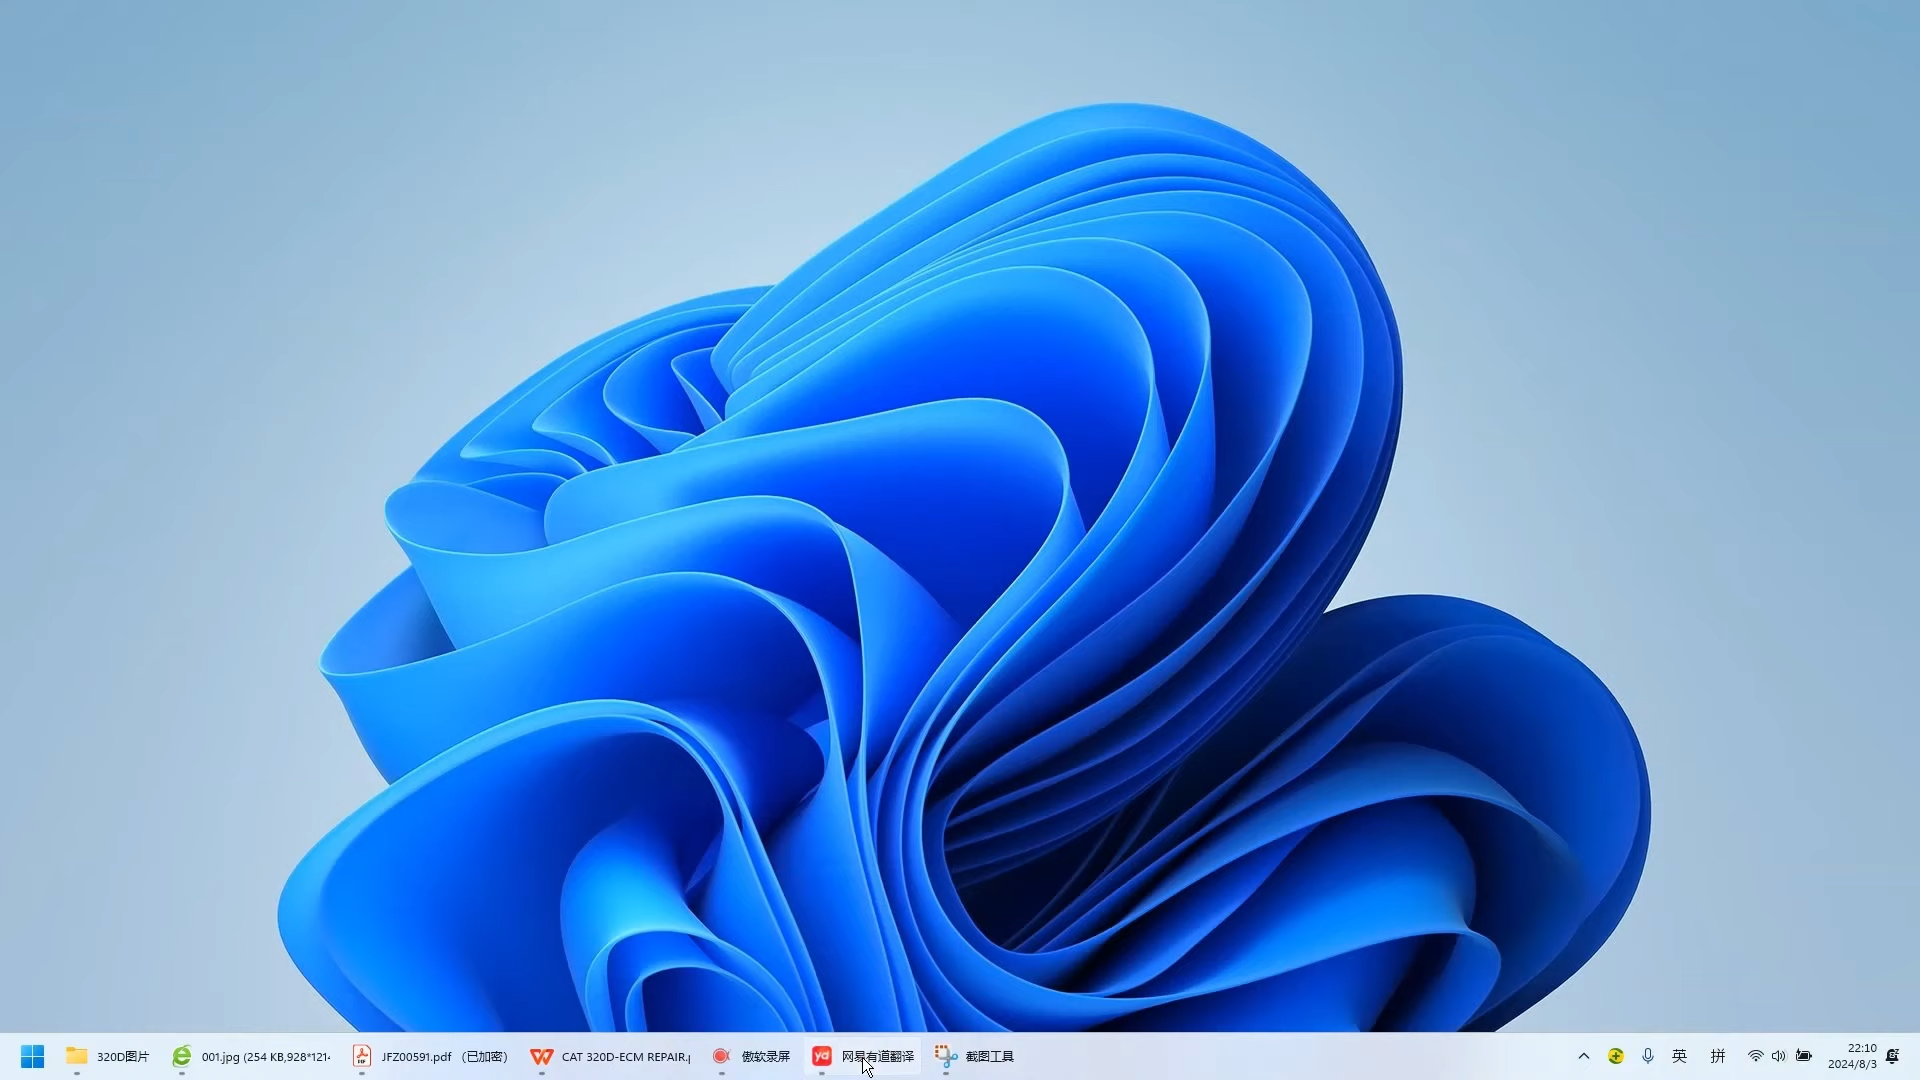 320D图片
001.jpg (254 KB,928*121
JFZ00591.pdf (已加密)
CAT 320D-ECM REPAIR.p
傲软录屏
yd
网易有道翻译
截图工具
英
拼
22:10
2024/8/3